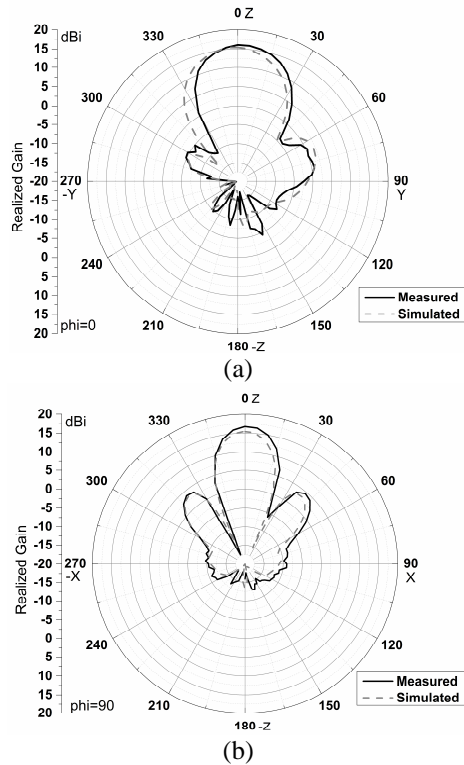 0 Z
20
dBi
330
30
15
10
5
300
60
0
-5
-10
-15
Realized Gain
-20
270
-Y
90
Y
-15
-10
-5
240
120
0
5
10
Measured
Simulated
15
210
150
20
phi=0
180 -Z
(a)
0 Z
20
dBi
330
30
15
10
5
300
60
0
-5
-10
-15
Realized Gain
-20
270
-X
90
X
-15
-10
-5
240
120
0
5
10
Measured
Simulated
15
210
150
20
phi=90
180 -Z
(b)